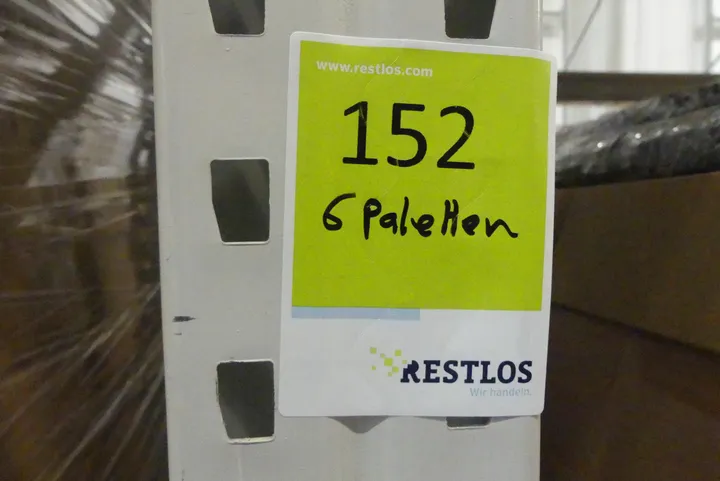 www.restlos.com
152
6 Paletten
RESTLOS
Wir handeln.